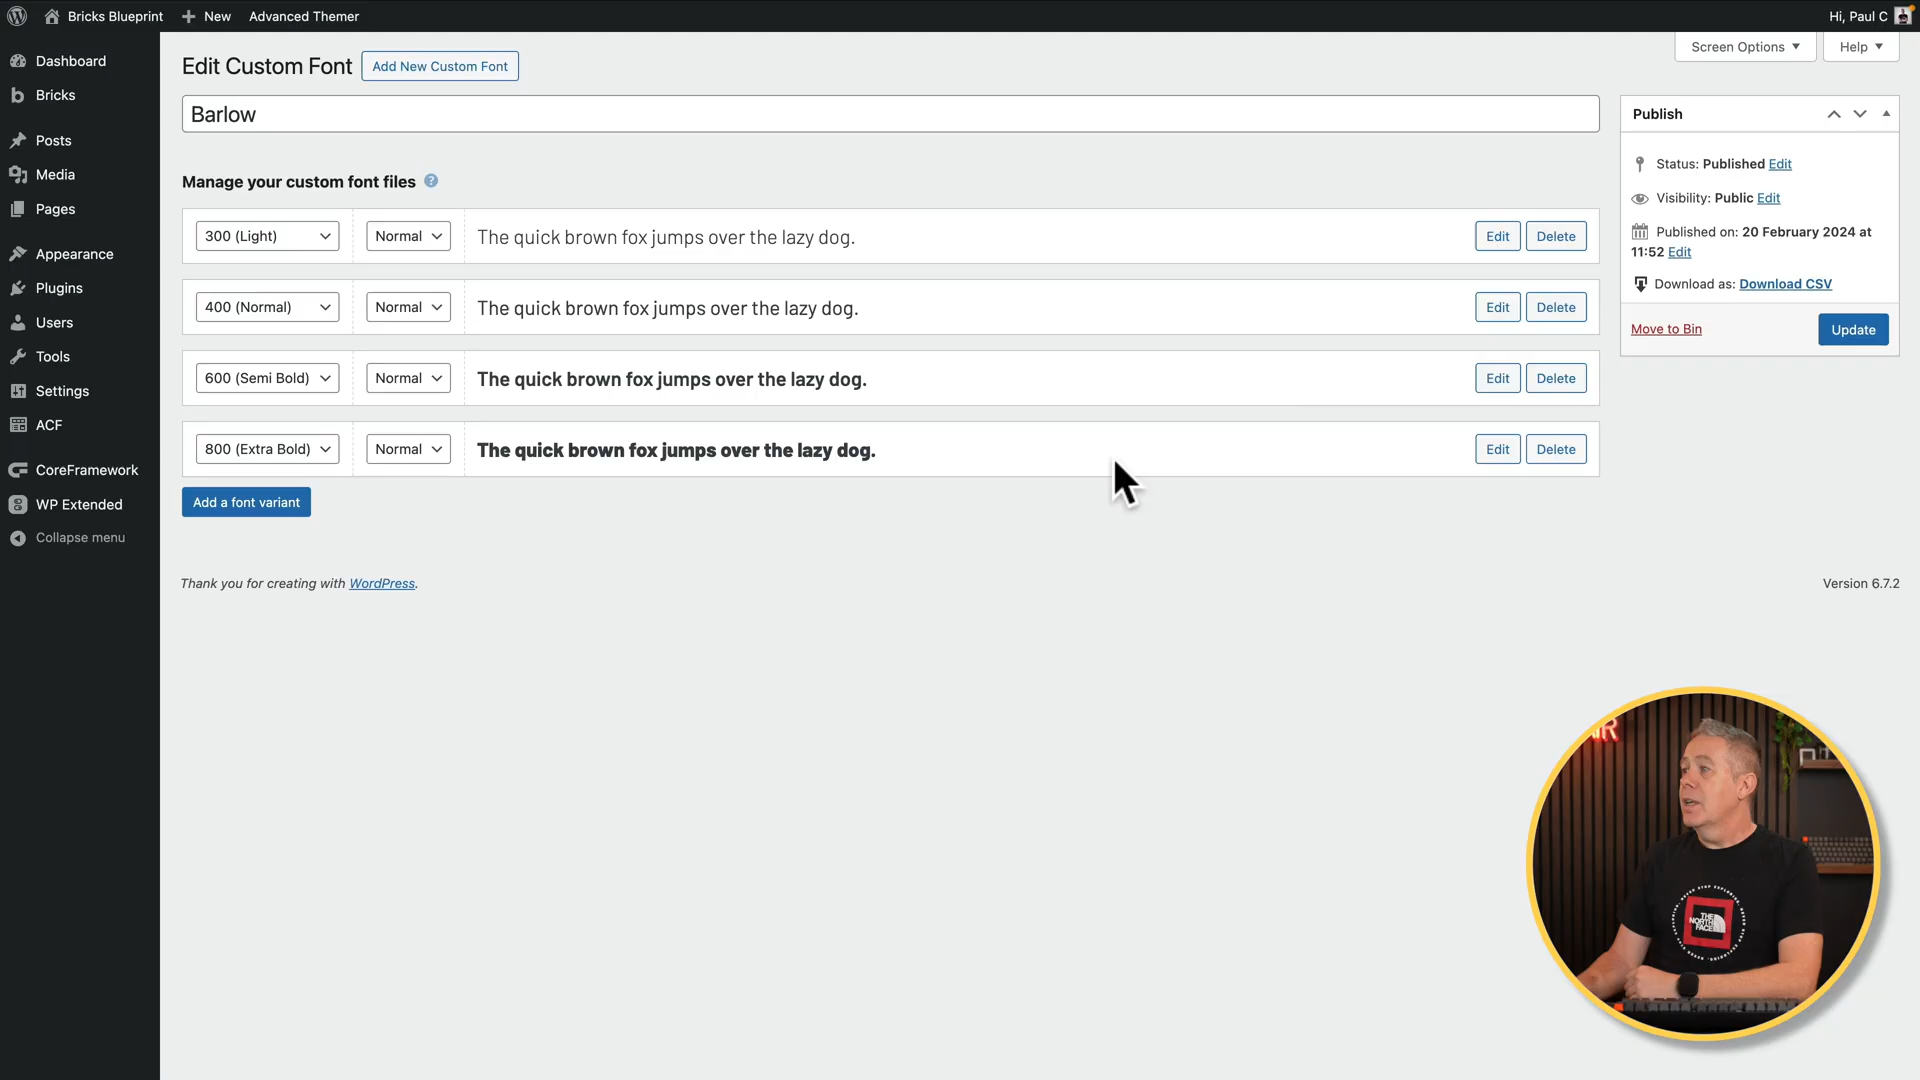 Bricks Blueprint
New
Advanced Themer
Hi, Paul C
Screen Options
Help
Dashboard
Bricks
Posts
Media
Pages
Appearance
Plugins
Users
Tools
Settings
ACF
CoreFramework
WP Extended
Collapse menu
Edit Custom Font
Add New Custom Font
Barlow
Manage your custom font files
300 (Light) Normal The quick brown fox jumps over the lazy dog. Edit Delete
400 (Normal) Normal The quick brown fox jumps over the lazy dog. Edit Delete
600 (Semi Bold) Normal The quick brown fox jumps over the lazy dog. Edit Delete
800 (Extra Bold) Normal The quick brown fox jumps over the lazy dog. Edit Delete
Add a font variant
Publish
Status: Published Edit
Visibility: Public Edit
Published on: 20 February 2024 at
11:52 Edit
Download as: Download CSV
Move to Bin
Update
Thank you for creating with WordPress.
Version 6.7.2
THE
NORTH
FACE